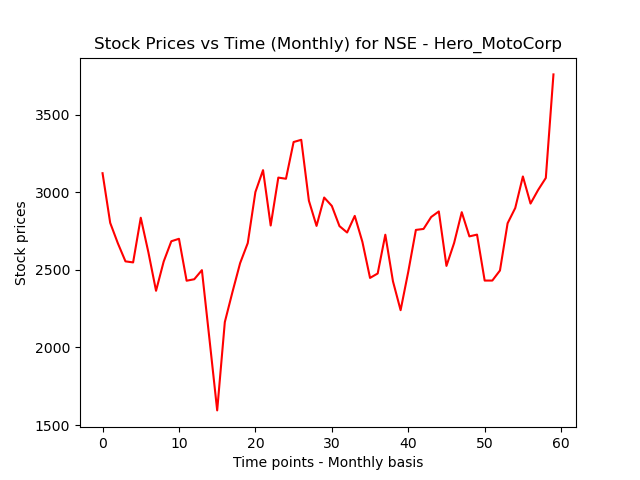 Stock Prices vs Time (Monthly) for NSE - Hero_MotoCorp
3500
3000
2500
2000
1500
Stock prices
0 10 20 30 40 50 60
Time points - Monthly basis